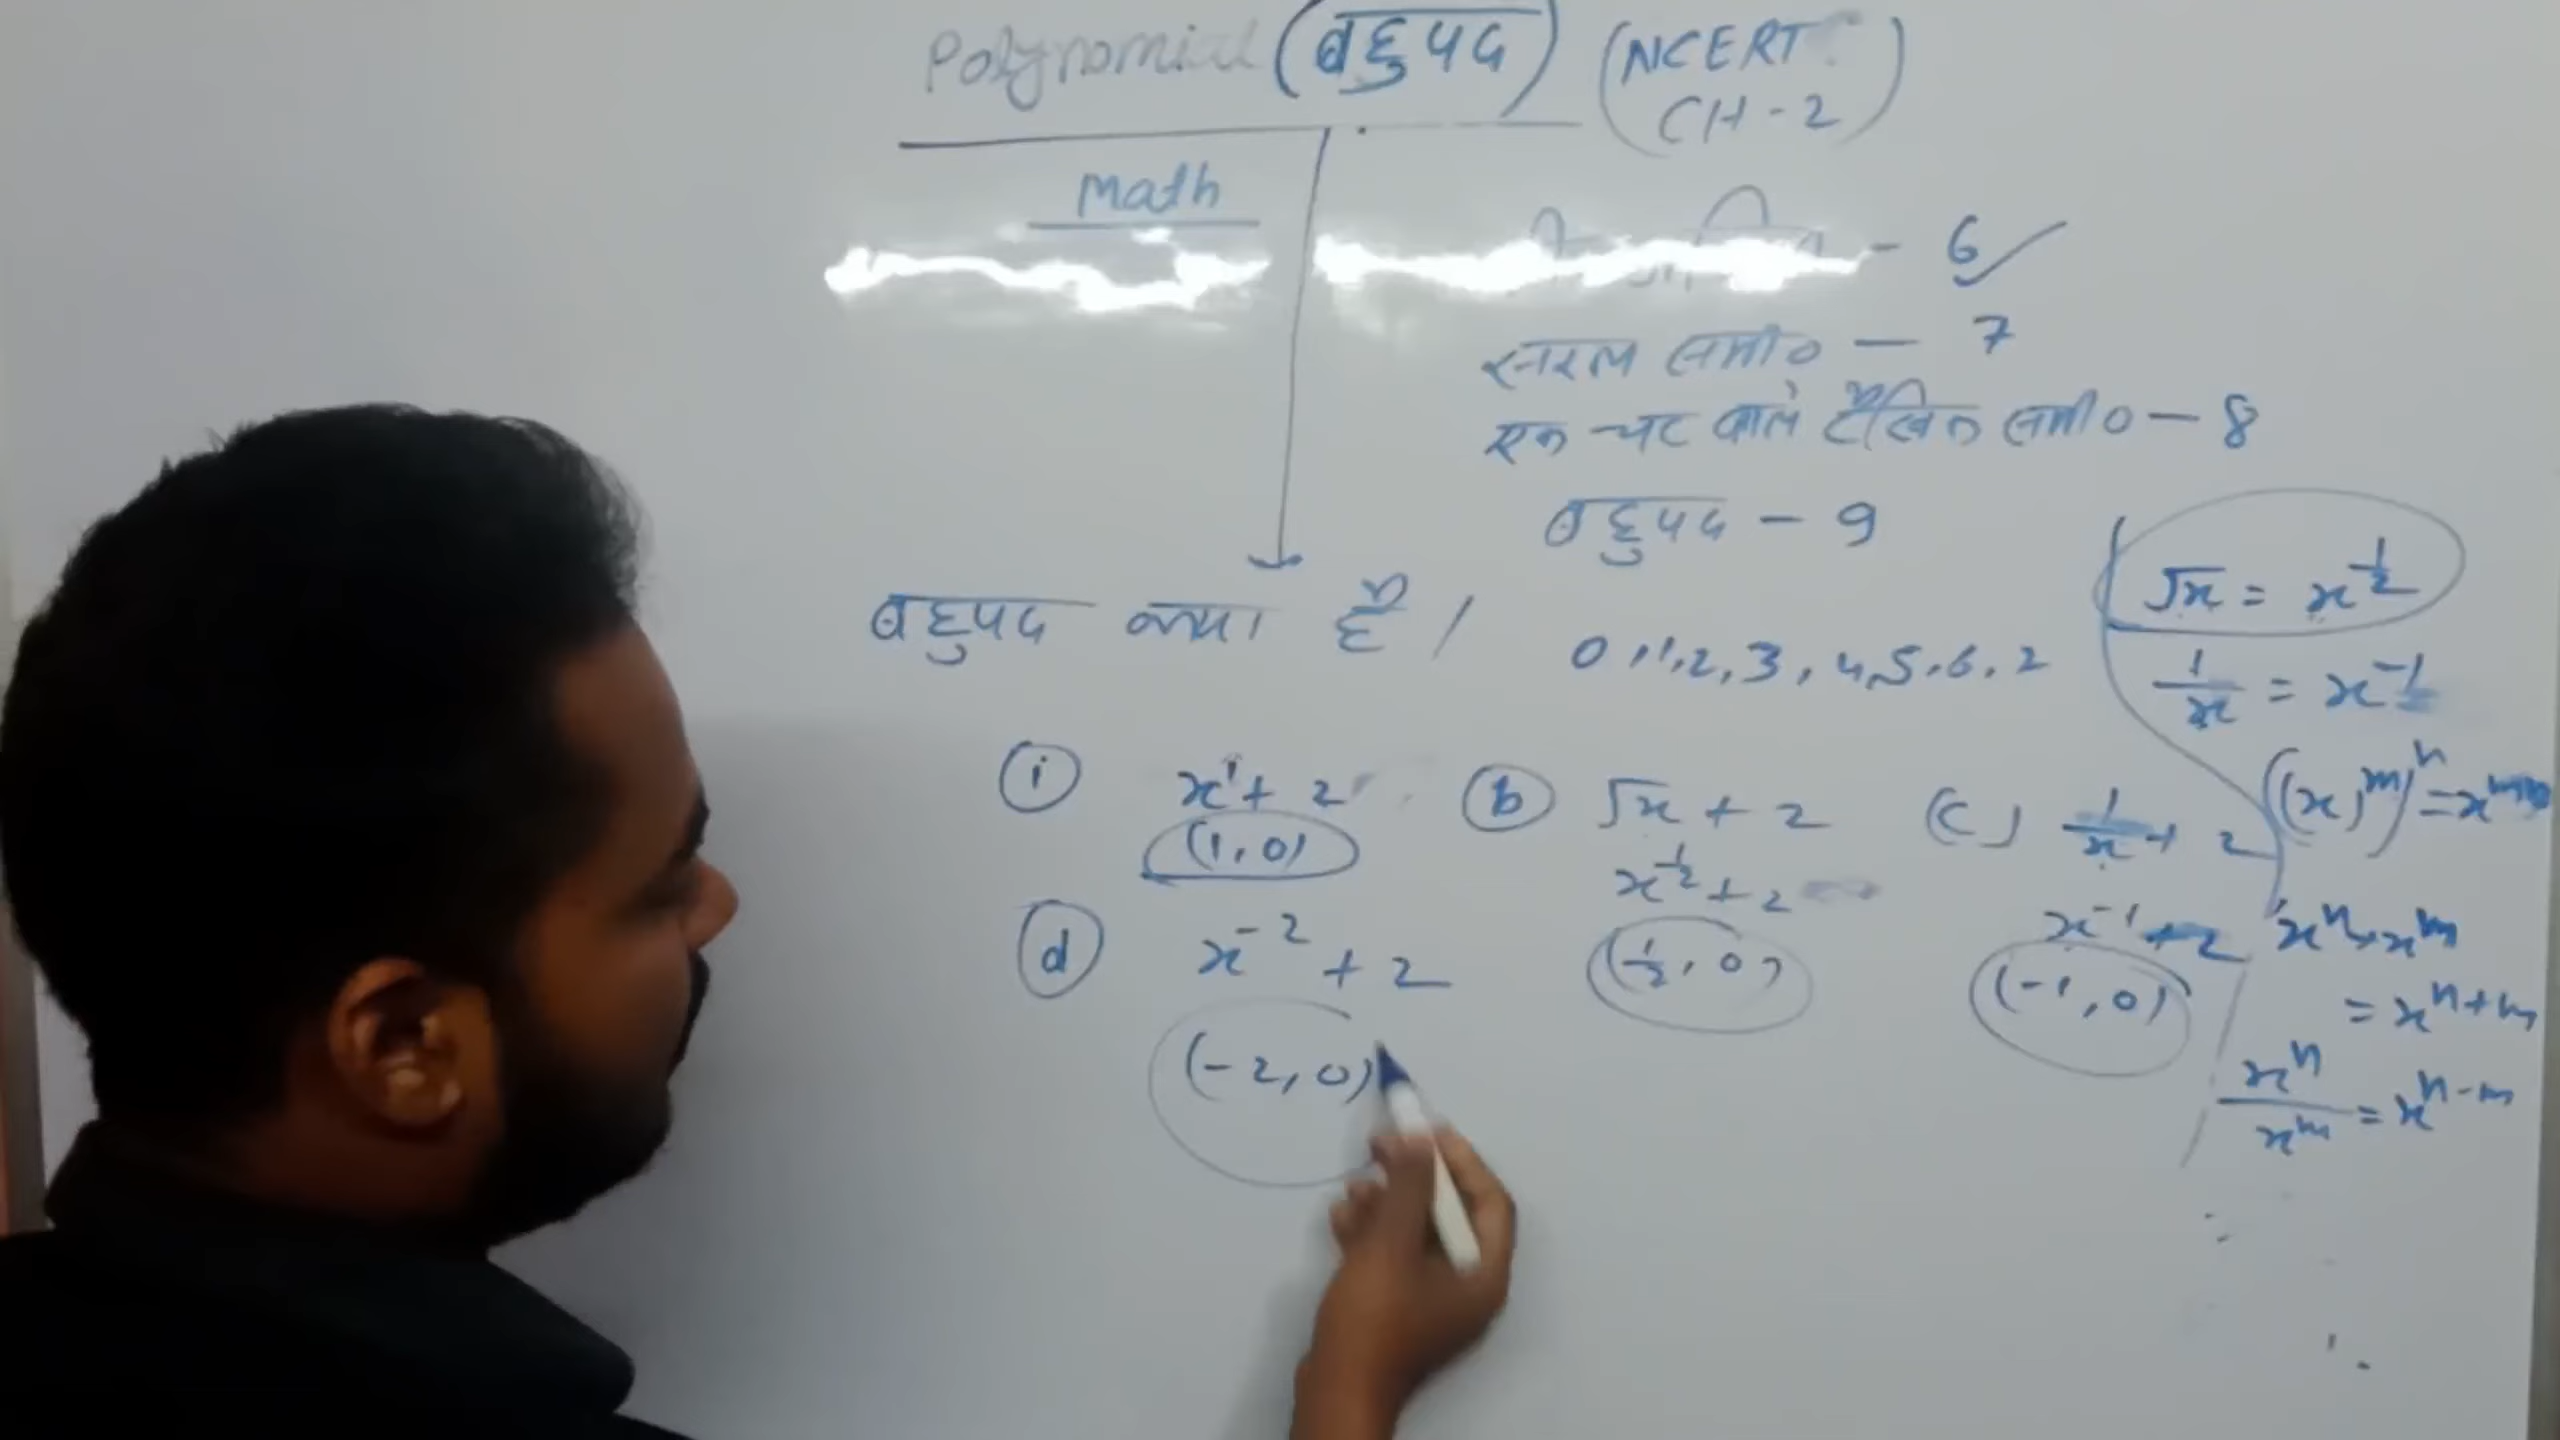 Polynomial (बहुपद) (NCERT CH-2)
Math
- 6
सरल समी० — 7
एक चर वाले रैखिक समी० — 8
बहुपद - 9
बहुपद क्या है /
0,1,2,3,4,5,6,2
√x = x^1/2
1/x = x^-1
(i) x^1 + 2 (b) √x + 2 (c) 1/x + 2
(1,0) x^1/2 + 2 x^-1 + 2
(d) x^-2 + 2 (1/2, 0) (-1, 0)
(-2, 0)
x^n × x^m
= x^n+m
x^n/x^m = x^n-m